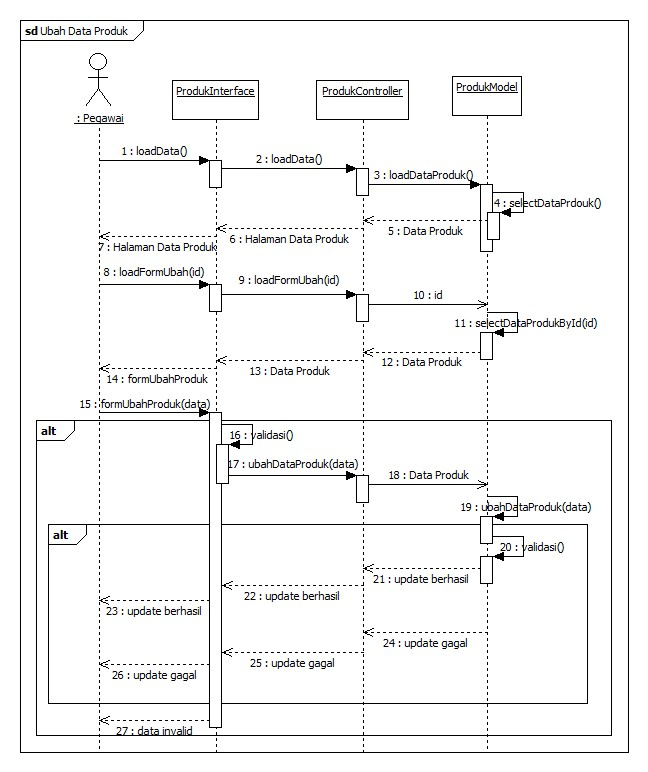 sd Ubah Data Produk
: Pegawai
ProdukInterface
ProdukController
ProdukModel
1 : loadData()
2 : loadData()
3 : loadDataProduk()
4 : selectDataPrdouk()
5 : Data Produk
6 : Halaman Data Produk
7 : Halaman Data Produk
8 : loadFormUbah(id)
9 : loadFormUbah(id)
10 : id
11 : selectDataProdukById(id)
12 : Data Produk
13 : Data Produk
14 : formUbahProduk
15 : formUbahProduk(data)
alt
16 : validasi()
17 : ubahDataProduk(data)
18 : Data Produk
19 : ubahDataProduk(data)
alt
20 : validasi()
21 : update berhasil
22 : update berhasil
23 : update berhasil
24 : update gagal
25 : update gagal
26 : update gagal
27 : data invalid